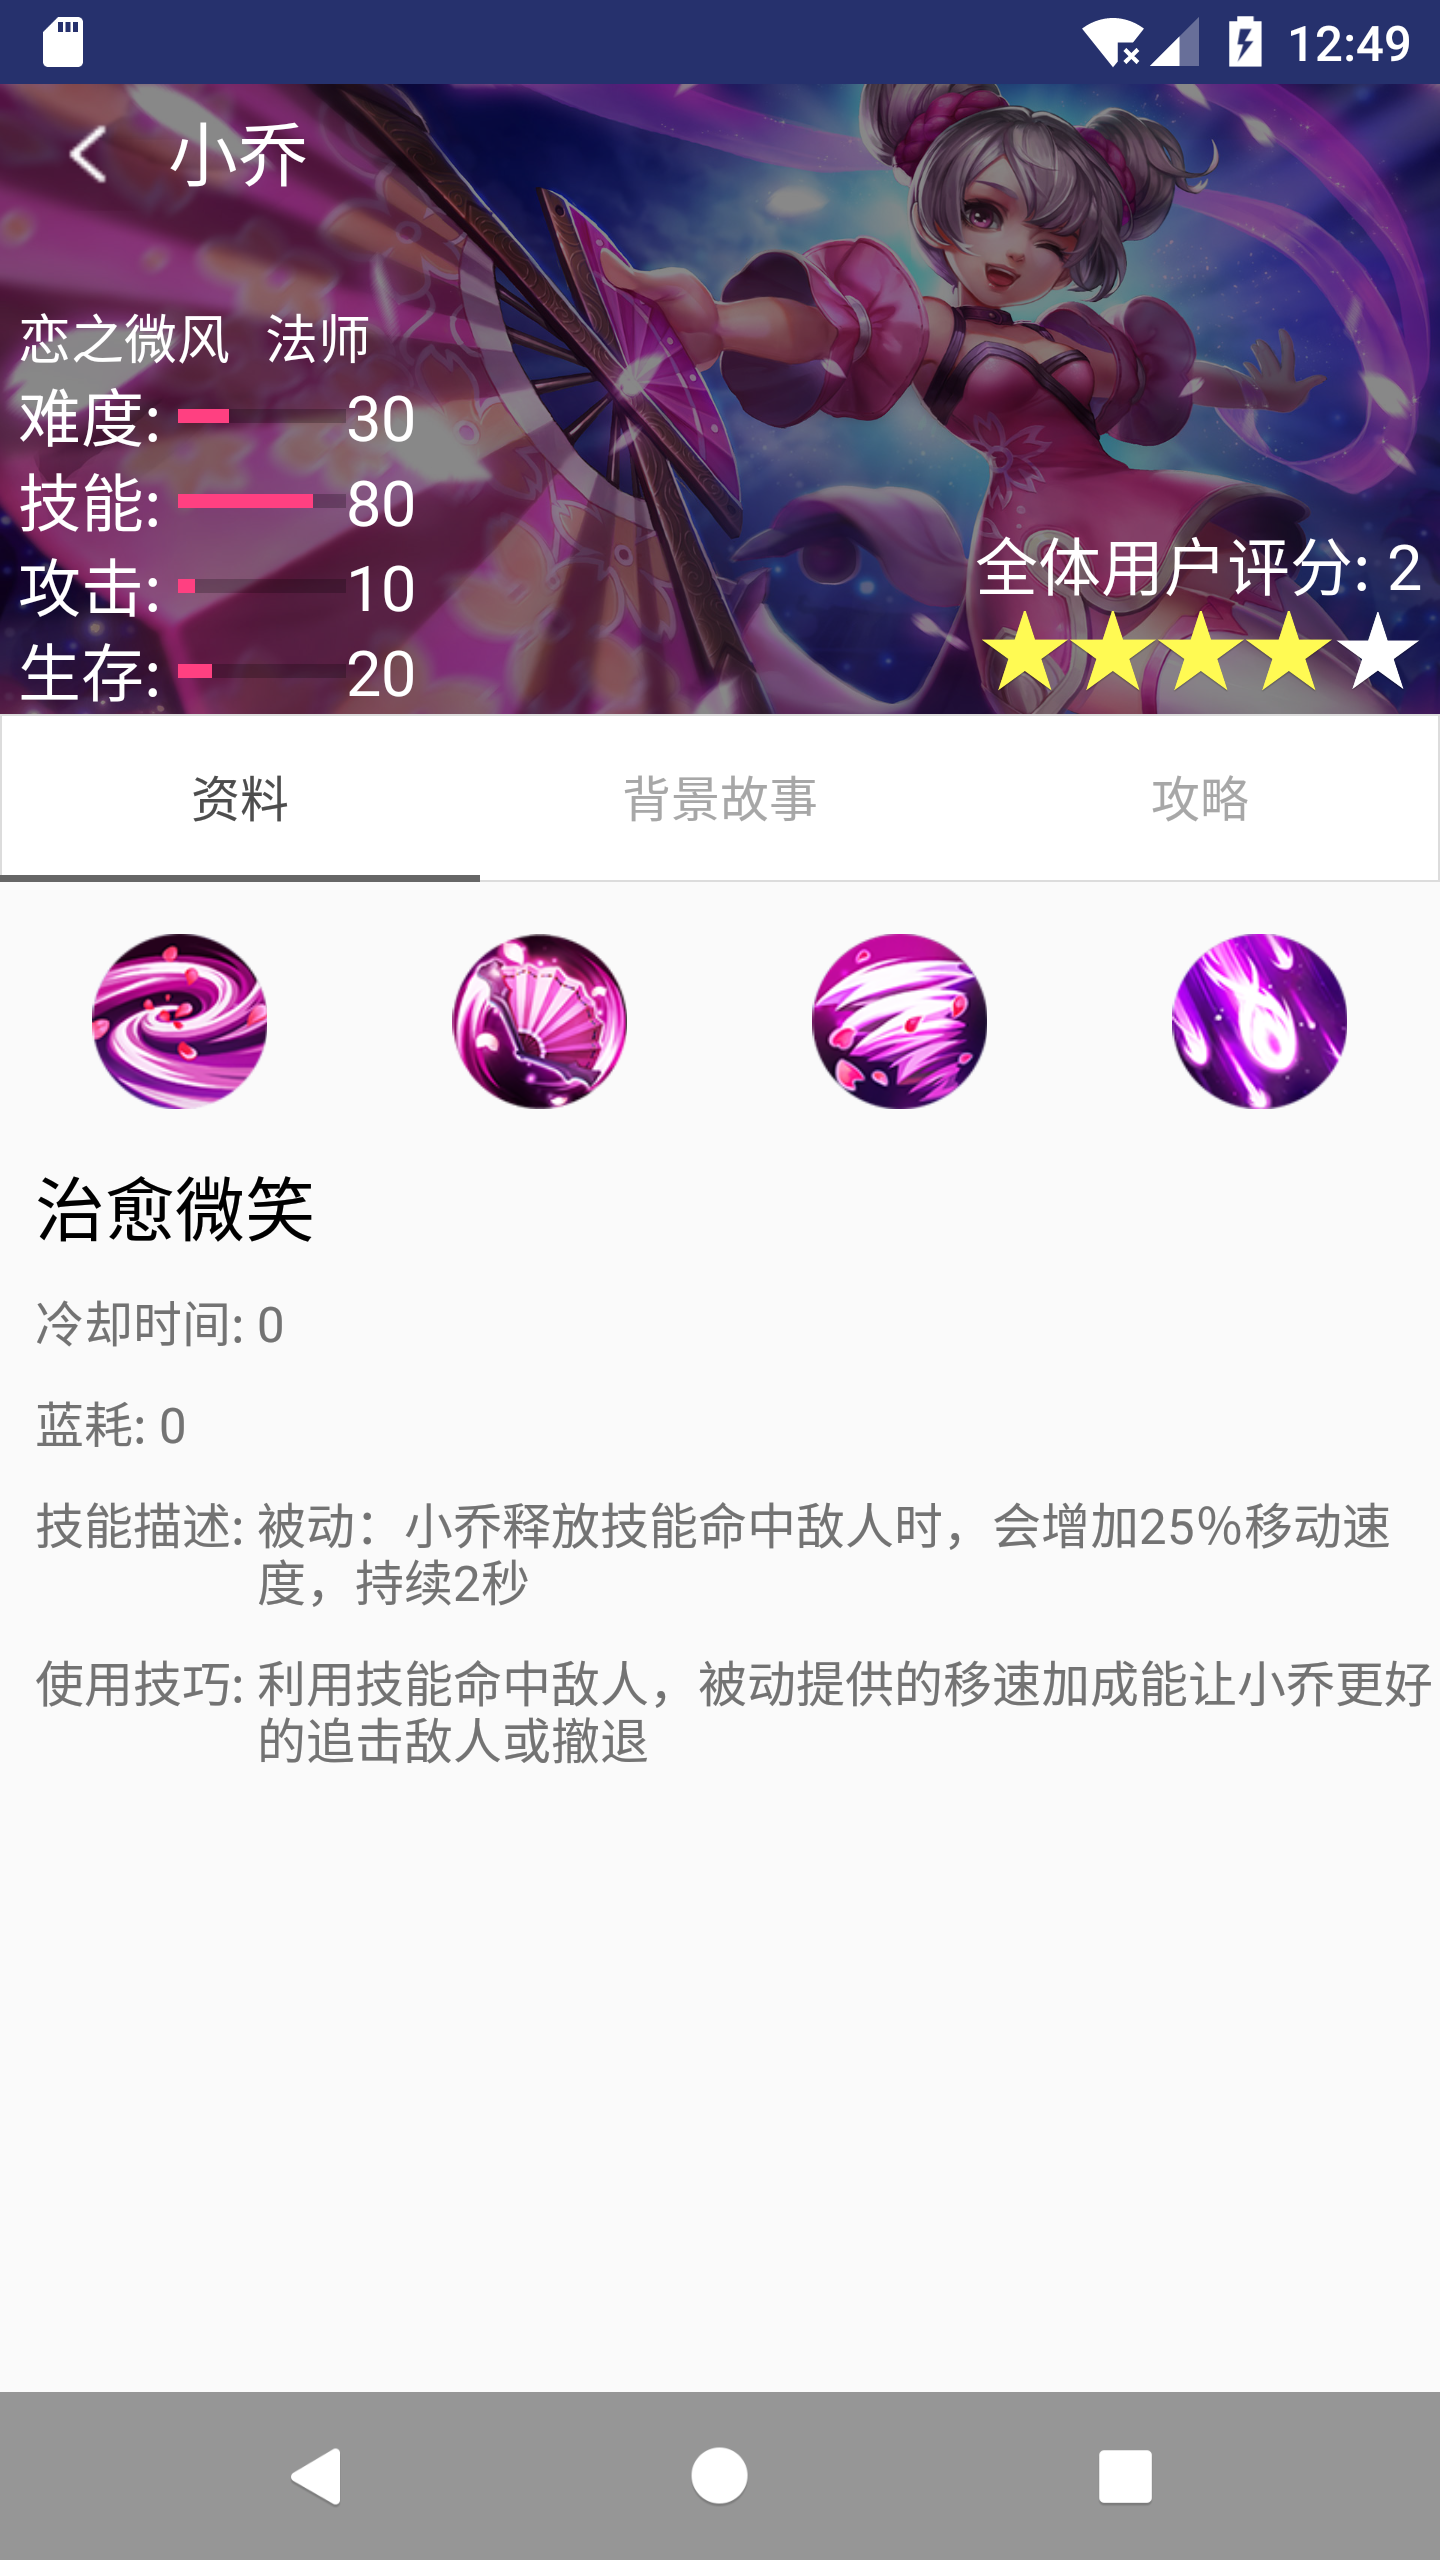 12:49
小乔
恋之微风 法师
难度: 30
技能: 80
攻击: 10
生存: 20
全体用户评分: 2
资料 背景故事 攻略
治愈微笑
冷却时间: 0
蓝耗: 0
技能描述: 被动：小乔释放技能命中敌人时，会增加25%移动速
度，持续2秒
使用技巧: 利用技能命中敌人，被动提供的移速加成能让小乔更好
的追击敌人或撤退